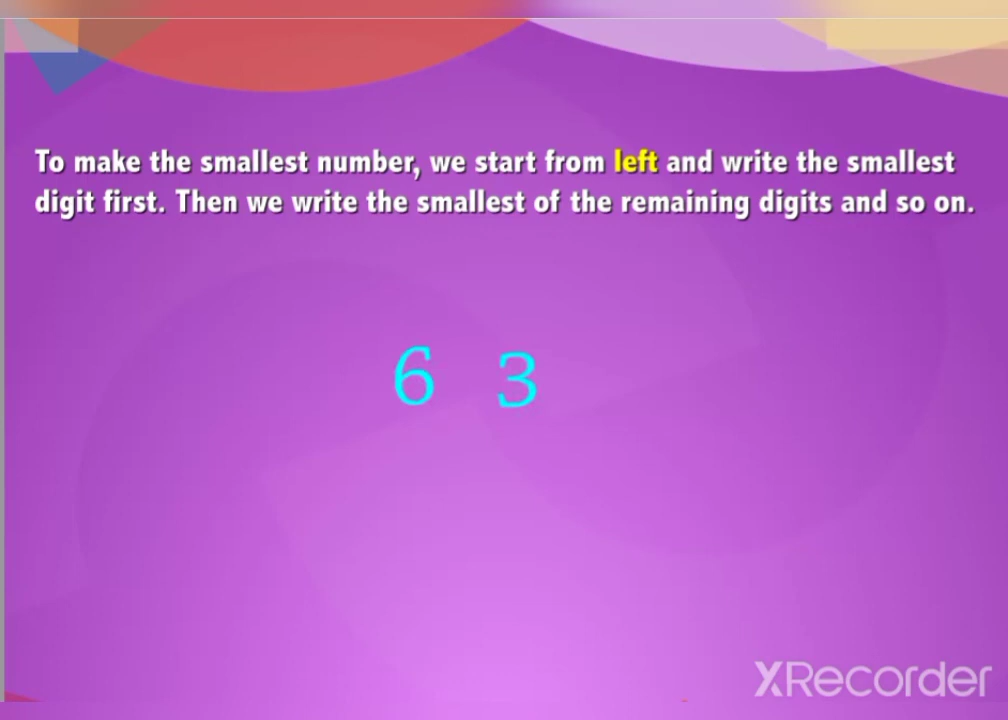 To make the smallest number, we start from left and write the smallest
digit first. Then we write the smallest of the remaining digits and so on.
6 3
XRecorder